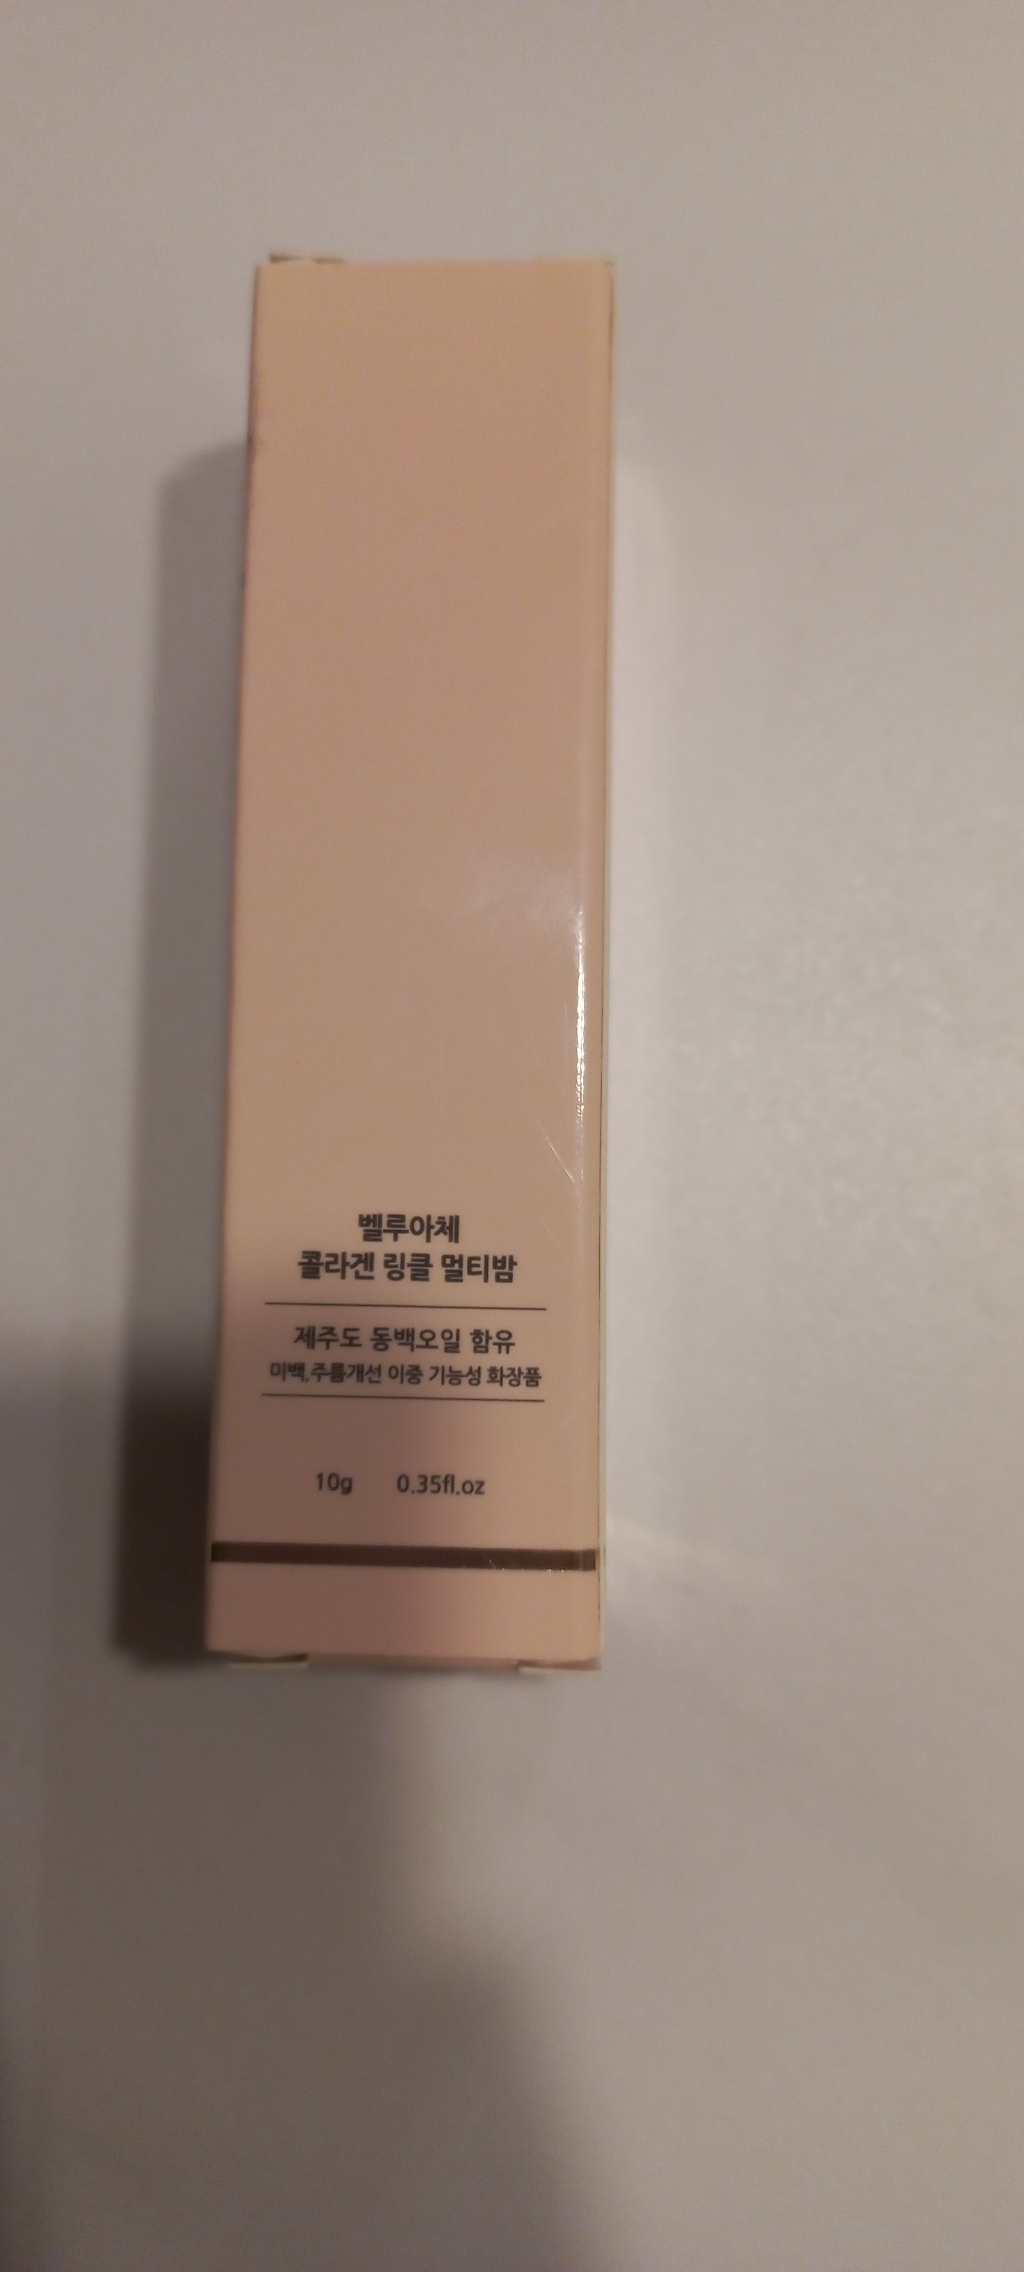 벨루아체
콜라겐 링클 멀티밤
제주도 동백오일 함유
미백,주름개선 이중 기능성 화장품
10g 0.35fl.oz